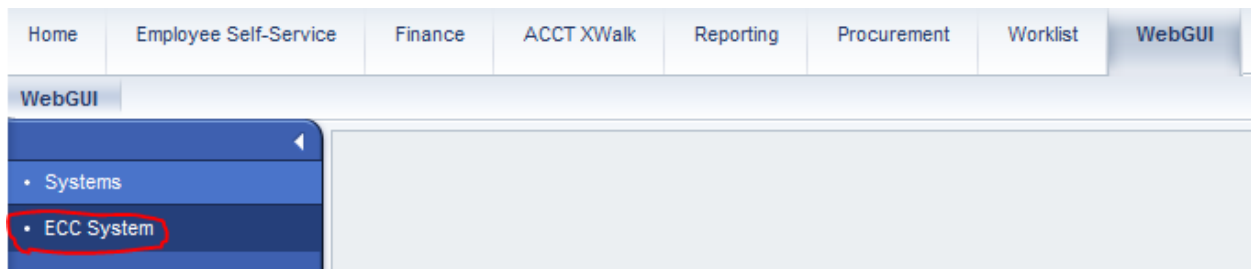 Home Employee Self-Service Finance ACCT XWalk Reporting Procurement Worklist WebGUI
WebGUI
• Systems
• ECC System